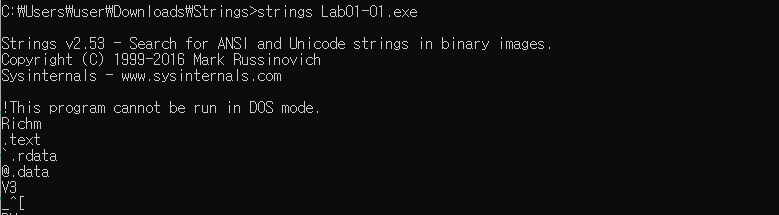 C:₩Users₩user₩Downloads₩Strings>strings Lab01-01.exe
Strings v2.53 - Search for ANSI and Unicode strings in binary images.
Copyright (C) 1999-2016 Mark Russinovich
Sysinternals - www.sysinternals.com
!This program cannot be run in DOS mode.
Richm
.text
`.rdata
@.data
V3
_^[